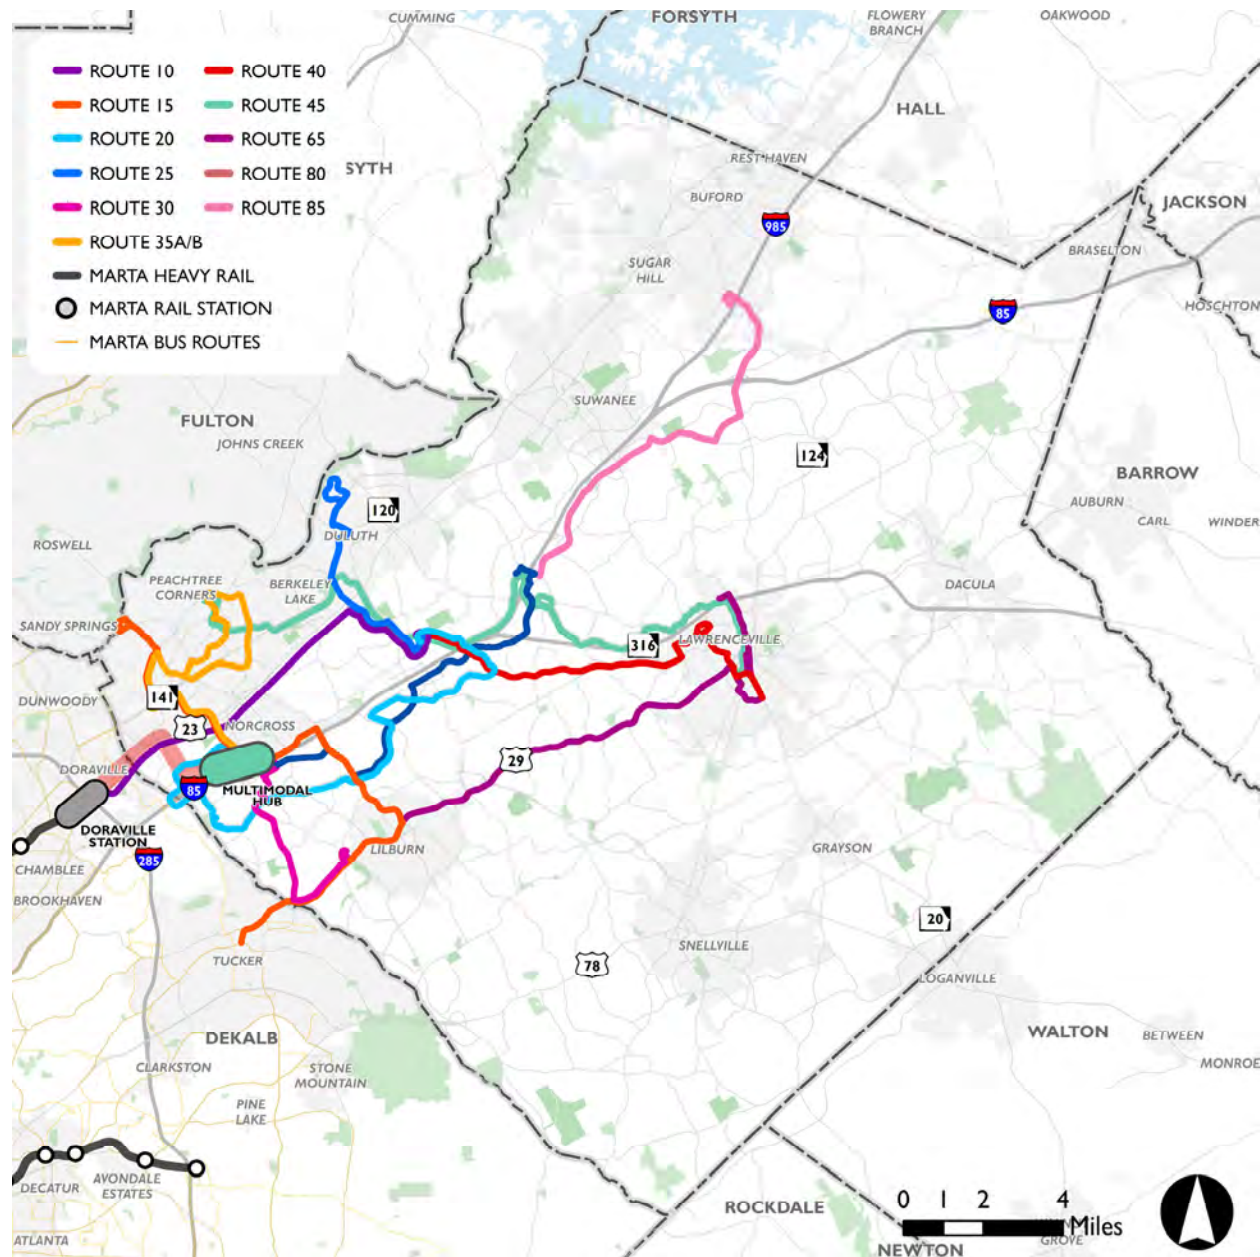 CUMMING
FORSYTH
FLOWERY
BRANCH
OAKWOOD
ROUTE 10
ROUTE 40
ROUTE 15
ROUTE 45
ROUTE 20
ROUTE 65
ROUTE 25
ROUTE 80
ROUTE 30
ROUTE 85
ROUTE 35A/B
MARTA HEAVY RAIL
MARTA RAIL STATION
MARTA BUS ROUTES
SYTH
HALL
REST HAVEN
BUFORD
JACKSON
985
BRASELTON
SUGAR
HILL
HOSCHTON
85
SUWANEE
FULTON
JOHNS CREEK
124
BARROW
AUBURN
CARL
WINDER
120
DULUTH
ROSWELL
PEACHTREE
CORNERS
BERKELEY
LAKE
DACULA
SANDY SPRINGS
316
LAWRENCEVILLE
DUNWOODY
141
23
NORCROSS
29
DORAVILLE
85
MULTIMODAL
HUB
DORAVILLE
STATION
285
CHAMBLEE
LILBURN
GRAYSON
BROOKHAVEN
20
TUCKER
SNELLVILLE
78
LOGANVILLE
DEKALB
WALTON
BETWEEN
MONROE
CLARKSTON
STONE
MOUNTAIN
PINE
LAKE
DECATUR
AVONDALE
ESTATES
ROCKDALE
0 1 2 4
Miles
GROVE
ATLANTA
NEWTON